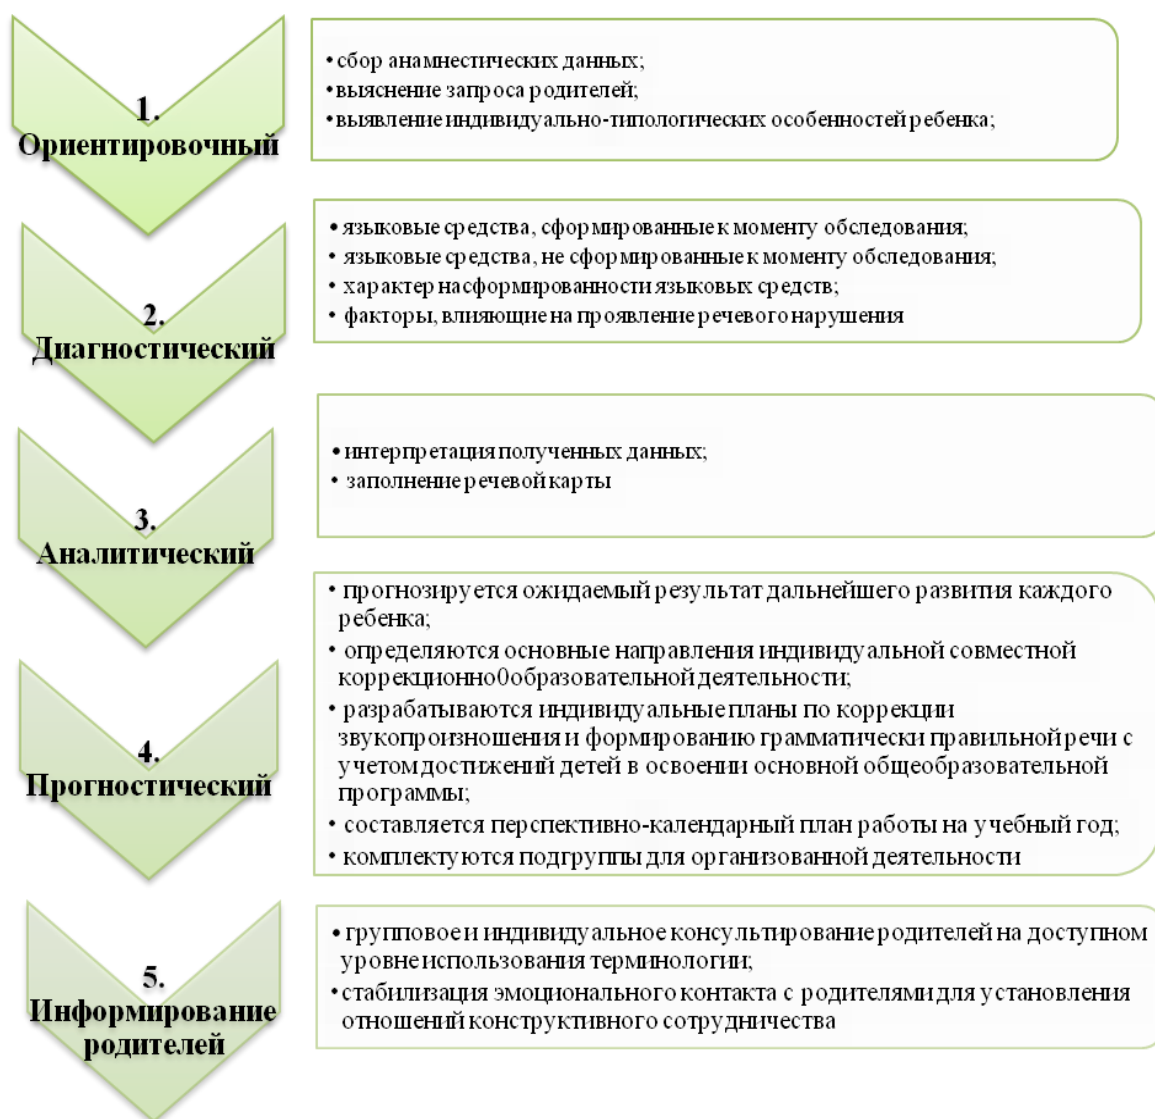 1.
Ориентировочный
• сбор анамнестических данных;
• выяснение запроса родителей;
• выявление индивидуально-типологических особенностей ребенка;
2.
Диагностический
• языковые средства, сформированные к моменту обследования;
• языковые средства, не сформированные к моменту обследования;
• характер насформированности языковых средств;
• факторы, влияющие на проявление речевого нарушения
3.
Аналитический
• интерпретация полученных данных;
• заполнение речевой карты
4.
Прогностический
• прогнозируется ожидаемый результат дальнейшего развития каждого
ребенка;
• определяются основные направления индивидуальной совместной
коррекционно0образовательной деятельности;
• разрабатываются индивидуальные планы по коррекции
звукопроизношения и формированию грамматически правильной речи с
учетом достижений детей в освоении основной общеобразовательной
программы;
• составляется перспективно-календарный план работы на учебный год;
• комплектуются подгруппы для организованной деятельности
5.
Информирование
родителей
• групповое и индивидуальное консультирование родителей на доступном
уровне использования терминологии;
• стабилизация эмоционального контакта с родителями для установления
отношений конструктивного сотрудничества